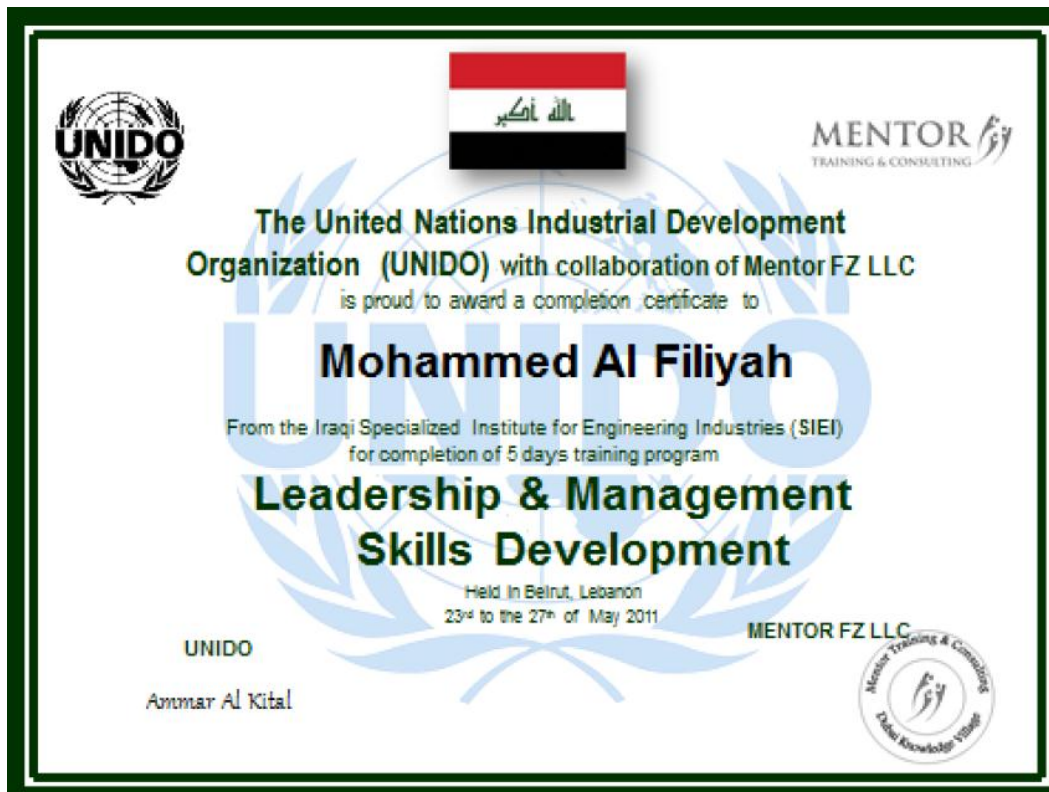 UNIDO
الله أكبر
MENTOR
TRAINING & CONSULTING
The United Nations Industrial Development
Organization (UNIDO) with collaboration of Mentor FZ LLC
is proud to award a completion certificate to
Mohammed Al Filiyah
From the Iraqi Specialized Institute for Engineering Industries (SIEI)
for completion of 5 days training program
Leadership & Management
Skills Development
Held in Beirut, Lebanon
23rd to the 27th of May 2011
UNIDO
Ammar Al Kital
MENTOR FZ LLC
Mentor Training & Consulting
Dubai Knowledge Village
UNIDO